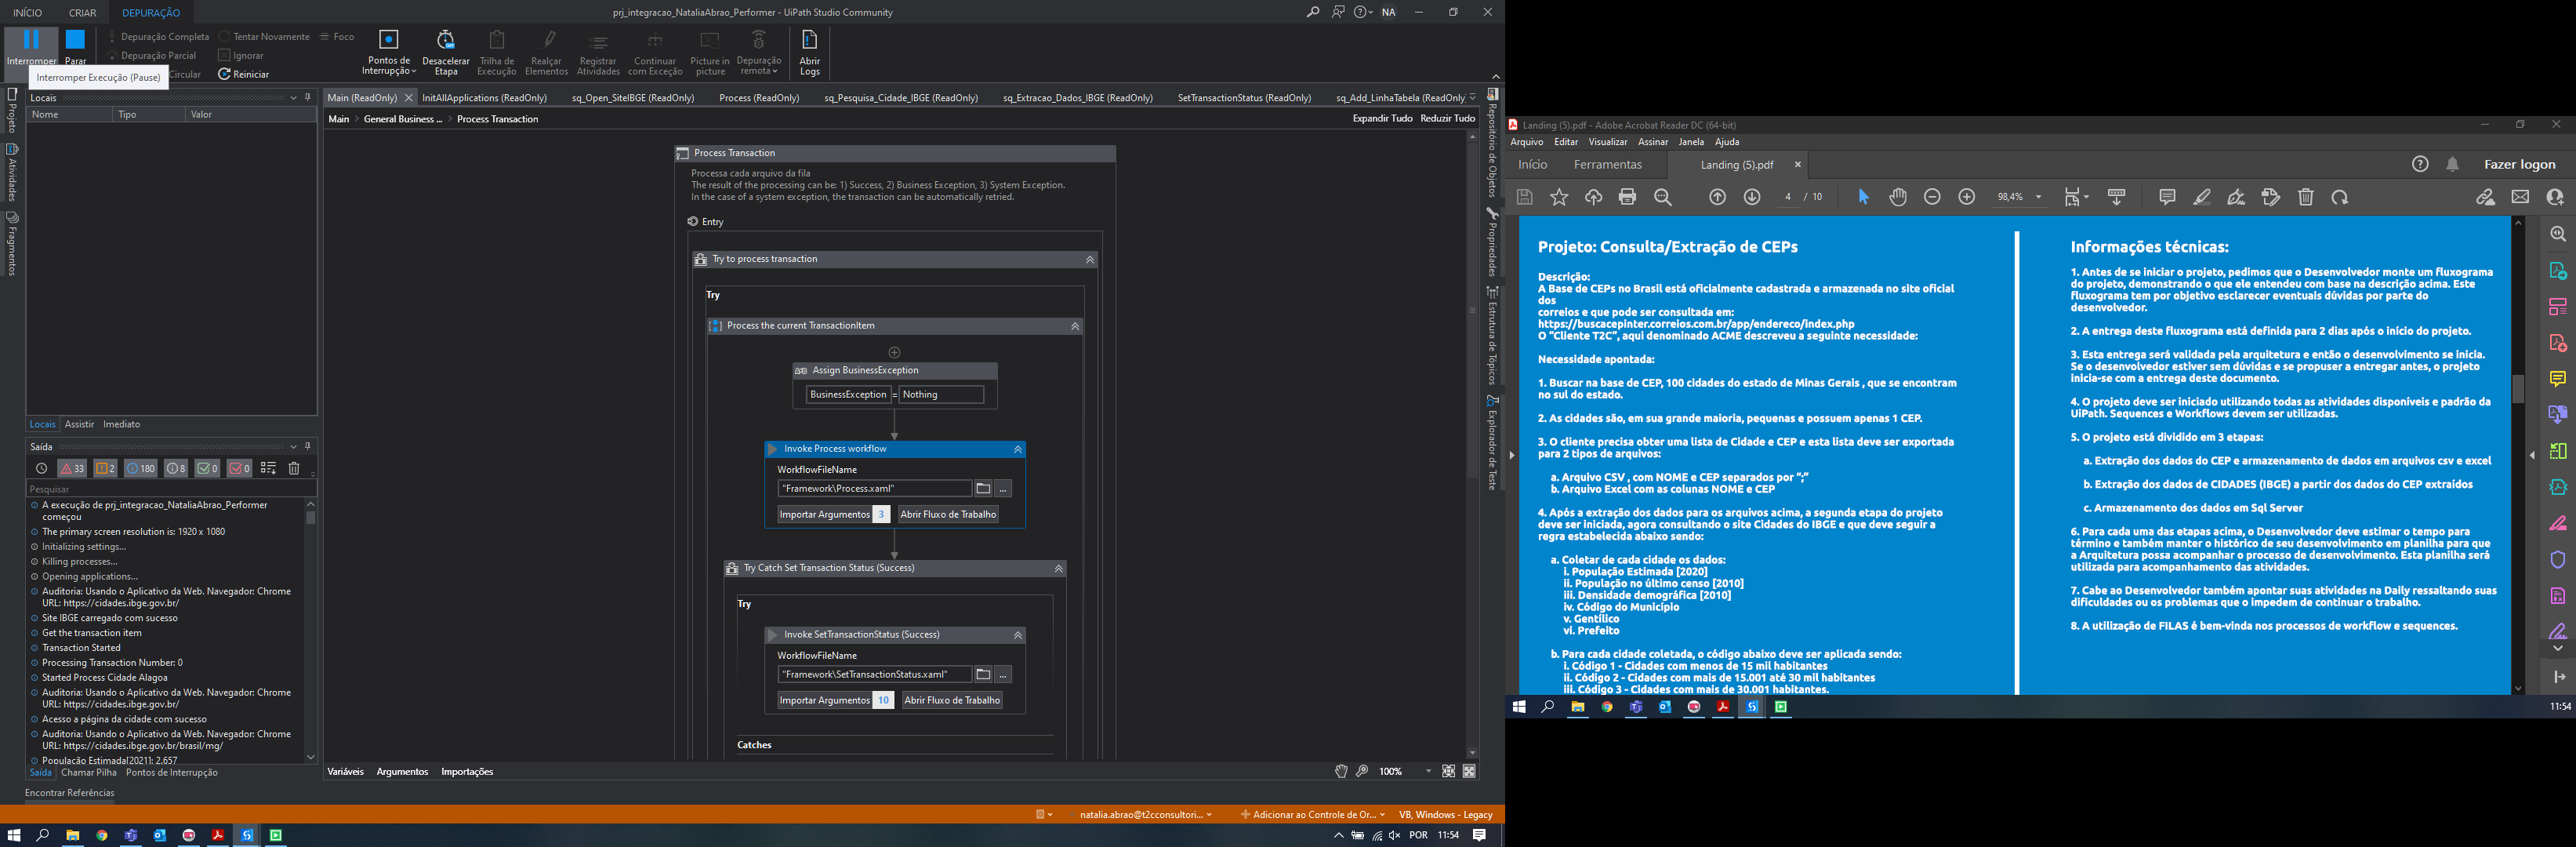 INÍCIO CRIAR DEPURAÇÃO prj_integracao_NataliaAbrao_Performer - UiPath Studio Community NA
Interromper Parar
Depuração Completa Tentar Novamente Foco
Depuração Parcial Ignorar
Circular Reiniciar
Interromper Execução (Pause)
Pontos de Interrupção
Desacelerar Etapa
Trilha de Execução
Realçar Elementos
Registrar Atividades
Continuar com Exceção
Picture in picture
Depuração remota
Abrir Logs
Projeto
Atividades
Fragmentos
Locais
Nome Tipo Valor
Locais Assistir Imediato
Saída
33 2 180 8 0 0
Pesquisar
A execução de prj_integracao_NataliaAbrao_Performer
começou
The primary screen resolution is: 1920 x 1080
Initializing settings...
Killing processes...
Opening applications...
Auditoria: Usando o Aplicativo da Web. Navegador: Chrome
URL: https://cidades.ibge.gov.br/
Site IBGE carregado com sucesso
Get the transaction item
Transaction Started
Processing Transaction Number: 0
Started Process Cidade Alagoa
Auditoria: Usando o Aplicativo da Web. Navegador: Chrome
URL: https://cidades.ibge.gov.br/
Acesso a página da cidade com sucesso
Auditoria: Usando o Aplicativo da Web. Navegador: Chrome
URL: https://cidades.ibge.gov.br/brasil/mg/
População Estimada[2021]: 2.657
Saída Chamar Pilha Pontos de Interrupção
Encontrar Referências
Main (ReadOnly) InitAllApplications (ReadOnly) sq_Open_SiteIBGE (ReadOnly) Process (ReadOnly) sq_Pesquisa_Cidade_IBGE (ReadOnly) sq_Extracao_Dados_IBGE (ReadOnly) SetTransactionStatus (ReadOnly) sq_Add_LinhaTabela (ReadOnly)
Main General Business ... Process Transaction Expandir Tudo Reduzir Tudo
Process Transaction
Processa cada arquivo da fila
The result of the processing can be: 1) Success, 2) Business Exception, 3) System Exception.
In the case of a system exception, the transaction can be automatically retried.
Entry
Try to process transaction
Try
Process the current TransactionItem
Assign BusinessException
BusinessException = Nothing
Invoke Process workflow
WorkflowFileName
"Framework\Process.xaml" ...
Importar Argumentos 3 Abrir Fluxo de Trabalho
Try Catch Set Transaction Status (Success)
Try
Invoke SetTransactionStatus (Success)
WorkflowFileName
"Framework\SetTransactionStatus.xaml" ...
Importar Argumentos 10 Abrir Fluxo de Trabalho
Catches
Variáveis Argumentos Importações 100%
Repositório de Objetos
Propriedades
Estrutura de Tópicos
Explorador de Teste
natalia.abrao@t2cconsultori... Adicionar ao Controle de Or... VB, Windows - Legacy
POR 11:54
Landing (5).pdf - Adobe Acrobat Reader DC (64-bit)
Arquivo Editar Visualizar Assinar Janela Ajuda
Início Ferramentas Landing (5).pdf Fazer logon
4 / 10 98,4%
Projeto: Consulta/Extração de CEPs
Descrição:
A Base de CEPs no Brasil está oficialmente cadastrada e armazenada no site oficial
dos
correios e que pode ser consultada em:
https://buscacepinter.correios.com.br/app/endereco/index.php
O "Cliente T2C", aqui denominado ACME descreveu a seguinte necessidade:
Necessidade apontada:
1. Buscar na base de CEP, 100 cidades do estado de Minas Gerais , que se encontram
no sul do estado.
2. As cidades são, em sua grande maioria, pequenas e possuem apenas 1 CEP.
3. O cliente precisa obter uma lista de Cidade e CEP e esta lista deve ser exportada
para 2 tipos de arquivos:
a. Arquivo CSV , com NOME e CEP separados por ";"
b. Arquivo Excel com as colunas NOME e CEP
4. Após a extração dos dados para os arquivos acima, a segunda etapa do projeto
deve ser iniciada, agora consultando o site Cidades do IBGE e que deve seguir a
regra estabelecida abaixo sendo:
a. Coletar de cada cidade os dados:
i. População Estimada [2020]
ii. População no último censo [2010]
iii. Densidade demográfica [2010]
iv. Código do Município
v. Gentílico
vi. Prefeito
b. Para cada cidade coletada, o código abaixo deve ser aplicada sendo:
i. Código 1 - Cidades com menos de 15 mil habitantes
ii. Código 2 - Cidades com mais de 15.001 até 30 mil habitantes
iii. Código 3 - Cidades com mais de 30.001 habitantes.
Informações técnicas:
1. Antes de se iniciar o projeto, pedimos que o Desenvolvedor monte um fluxograma
do projeto, demonstrando o que ele entendeu com base na descrição acima. Este
fluxograma tem por objetivo esclarecer eventuais dúvidas por parte do
desenvolvedor.
2. A entrega deste fluxograma está definida para 2 dias após o início do projeto.
3. Esta entrega será validada pela arquitetura e então o desenvolvimento se inicia.
Se o desenvolvedor estiver sem dúvidas e se propuser a entregar antes, o projeto
inicia-se com a entrega deste documento.
4. O projeto deve ser iniciado utilizando todas as atividades disponíveis e padrão da
UiPath. Sequences e Workflows devem ser utilizadas.
5. O projeto está dividido em 3 etapas:
a. Extração dos dados do CEP e armazenamento de dados em arquivos csv e excel
b. Extração dos dados de CIDADES (IBGE) a partir dos dados do CEP extraídos
c. Armazenamento dos dados em Sql Server
6. Para cada uma das etapas acima, o Desenvolvedor deve estimar o tempo para
término e também manter o histórico de seu desenvolvimento em planilha para que
a Arquitetura possa acompanhar o processo de desenvolvimento. Esta planilha será
utilizada para acompanhamento das atividades.
7. Cabe ao Desenvolvedor também apontar suas atividades na Daily ressaltando suas
dificuldades ou os problemas que o impedem de continuar o trabalho.
8. A utilização de FILAS é bem-vinda nos processos de workflow e sequences.
11:54